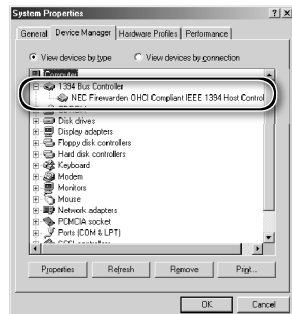 System Properties
General
Device Manager
Hardware Profiles
Performance
View devices by type
View devices by connection
Computer
1394 Bus Controller
NEC Firewarden OHCI Compliant IEEE 1394 Host Control
Disk drives
Display adapters
Floppy disk controllers
Hard disk controllers
Keyboard
Modem
Monitors
Mouse
Network adapters
PCMCIA socket
Ports (COM & LPT)
Properties
Refresh
Remove
Print...
OK
Cancel